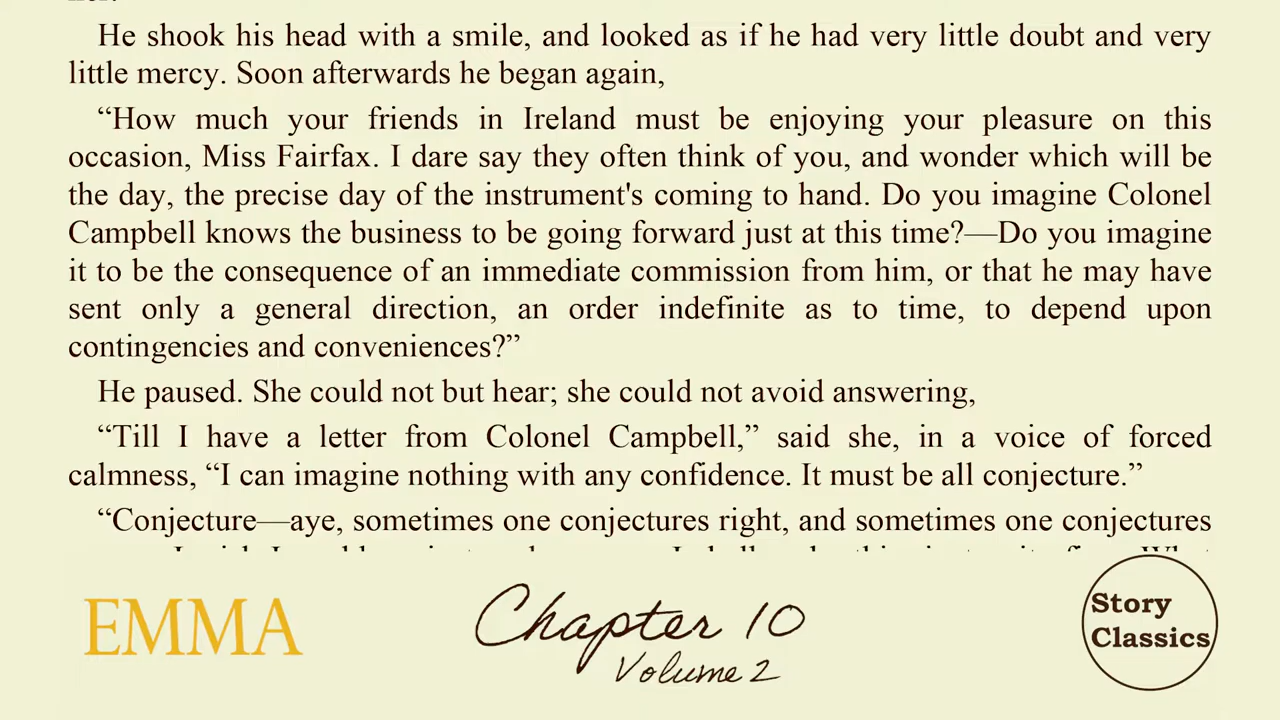 He shook his head with a smile, and looked as if he had very little doubt and very
little mercy. Soon afterwards he began again,
“How much your friends in Ireland must be enjoying your pleasure on this
occasion, Miss Fairfax. I dare say they often think of you, and wonder which will be
the day, the precise day of the instrument's coming to hand. Do you imagine Colonel
Campbell knows the business to be going forward just at this time?—Do you imagine
it to be the consequence of an immediate commission from him, or that he may have
sent only a general direction, an order indefinite as to time, to depend upon
contingencies and conveniences?”
He paused. She could not but hear; she could not avoid answering,
“Till I have a letter from Colonel Campbell,” said she, in a voice of forced
calmness, “I can imagine nothing with any confidence. It must be all conjecture.”
“Conjecture—aye, sometimes one conjectures right, and sometimes one conjectures
EMMA
Chapter 10
Volume 2
Story
Classics